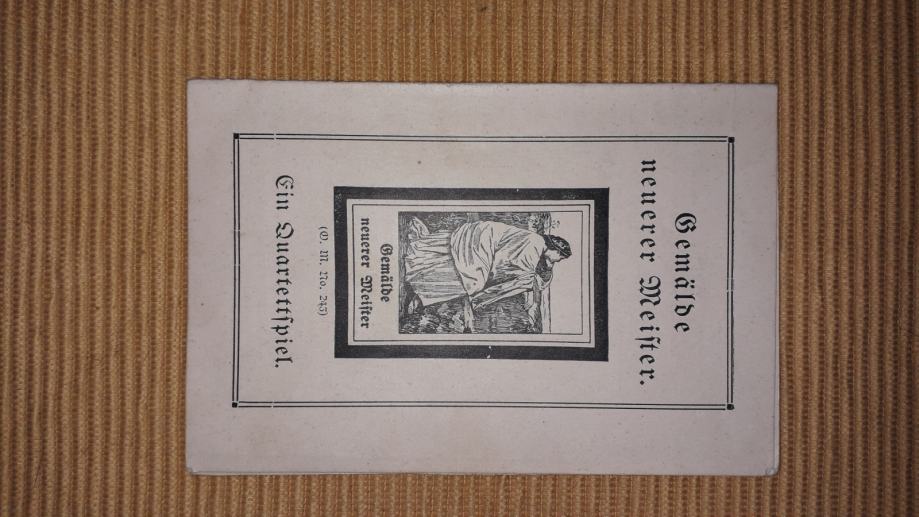 Gemälde
neuerer Meister.
Gemälde
neuerer Meister
(O. M. No. 245)
Ein Quartettspiel.